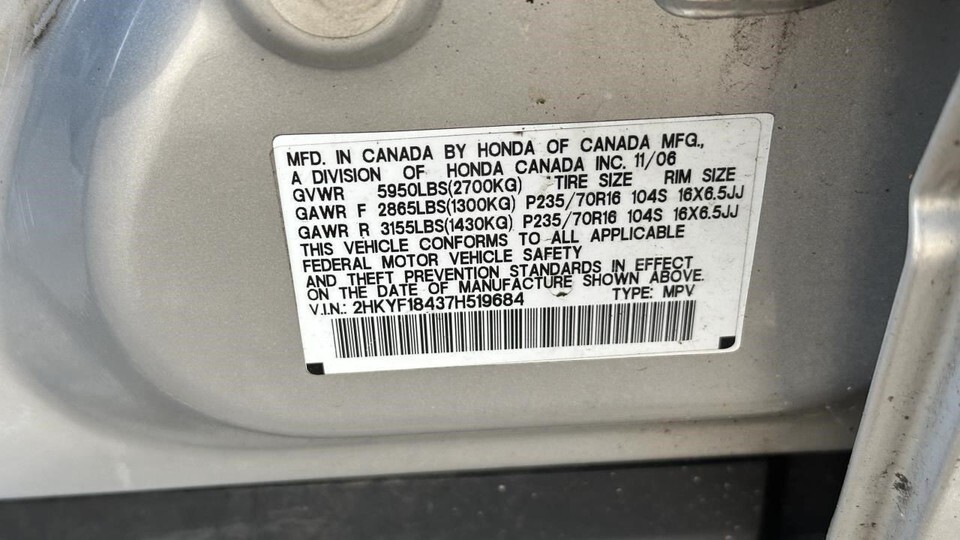 MFD. IN CANADA BY HONDA OF CANADA MFG.,
A DIVISION OF HONDA CANADA INC. 11/06
GVWR 5950LBS(2700KG) TIRE SIZE RIM SIZE
GAWR F 2865LBS(1300KG) P235/70R16 104S 16X6.5JJ
GAWR R 3155LBS(1430KG) P235/70R16 104S 16X6.5JJ
THIS VEHICLE CONFORMS TO ALL APPLICABLE
FEDERAL MOTOR VEHICLE SAFETY
AND THEFT PREVENTION STANDARDS IN EFFECT
ON THE DATE OF MANUFACTURE SHOWN ABOVE.
V.I.N.: 2HKYF18437H519684 TYPE: MPV